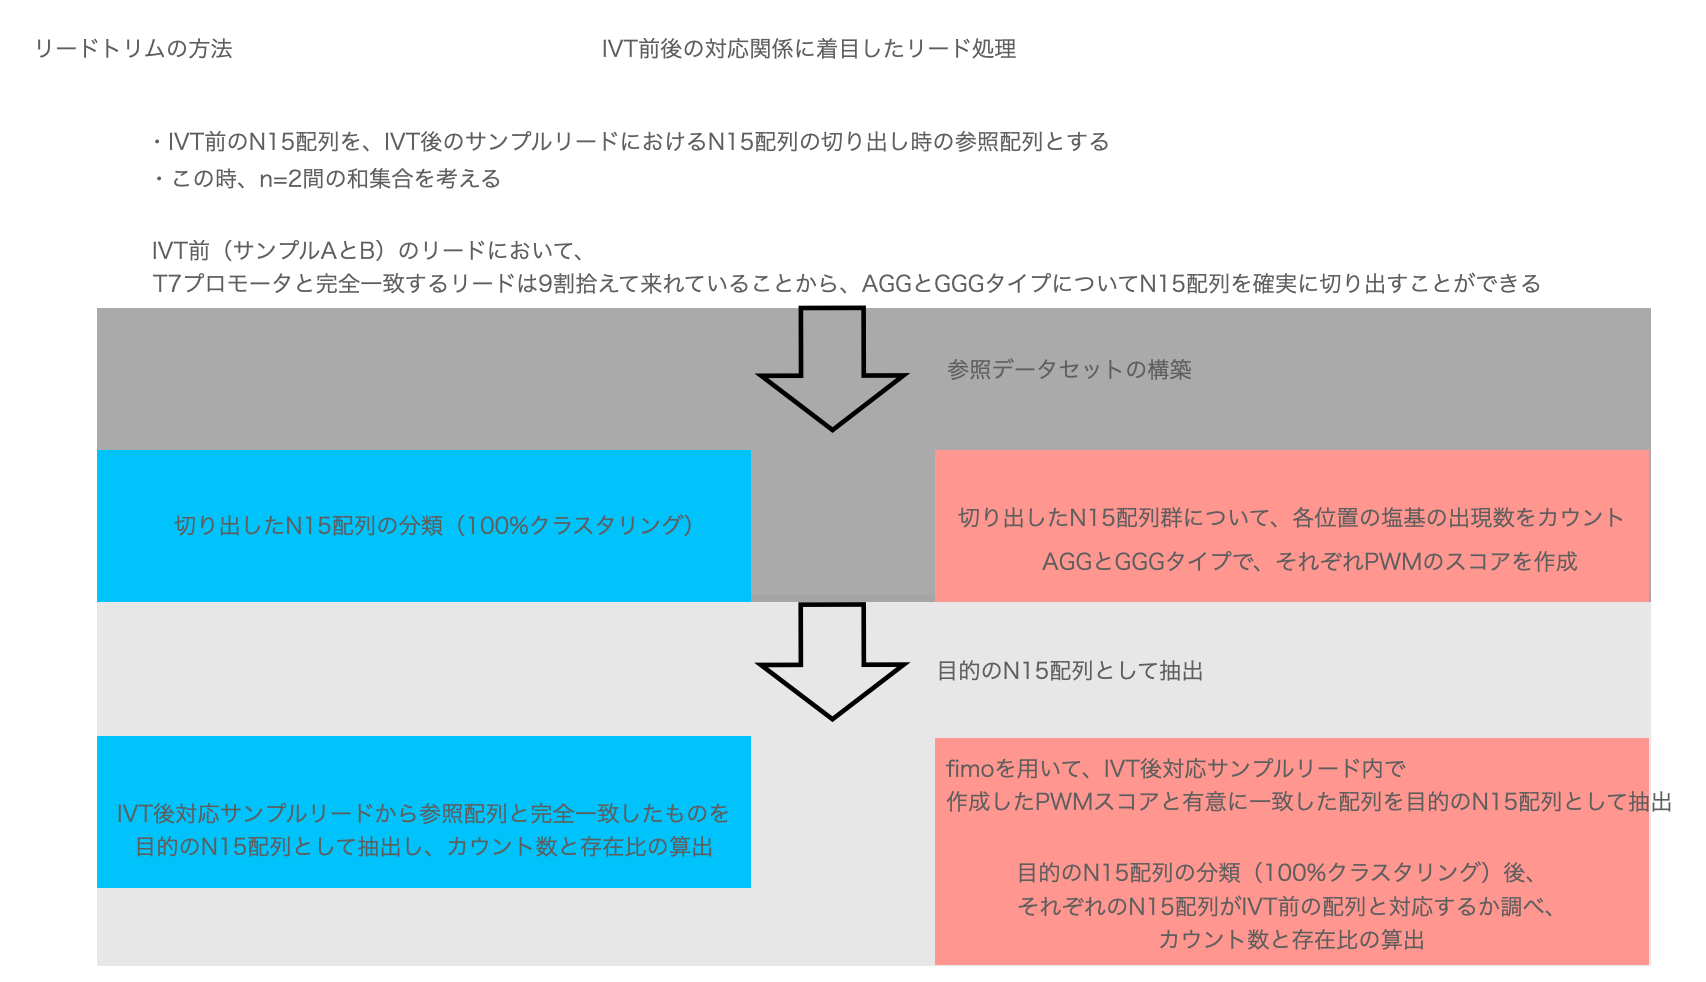 リードトリムの方法
IVT前後の対応関係に着目したリード処理
・IVT前のN15配列を、IVT後のサンプルリードにおけるN15配列の切り出し時の参照配列とする
・この時、n=2間の和集合を考える
IVT前（サンプルAとB）のリードにおいて、
T7プロモータと完全一致するリードは9割拾えて来れていることから、AGGとGGGタイプについてN15配列を確実に切り出すことができる
参照データセットの構築
切り出したN15配列の分類（100%クラスタリング）
切り出したN15配列群について、各位置の塩基の出現数をカウント
AGGとGGGタイプで、それぞれPWMのスコアを作成
目的のN15配列として抽出
IVT後対応サンプルリードから参照配列と完全一致したものを
目的のN15配列として抽出し、カウント数と存在比の算出
fimoを用いて、IVT後対応サンプルリード内で
作成したPWMスコアと有意に一致した配列を目的のN15配列として抽出
目的のN15配列の分類（100%クラスタリング）後、
それぞれのN15配列がIVT前の配列と対応するか調べ、
カウント数と存在比の算出